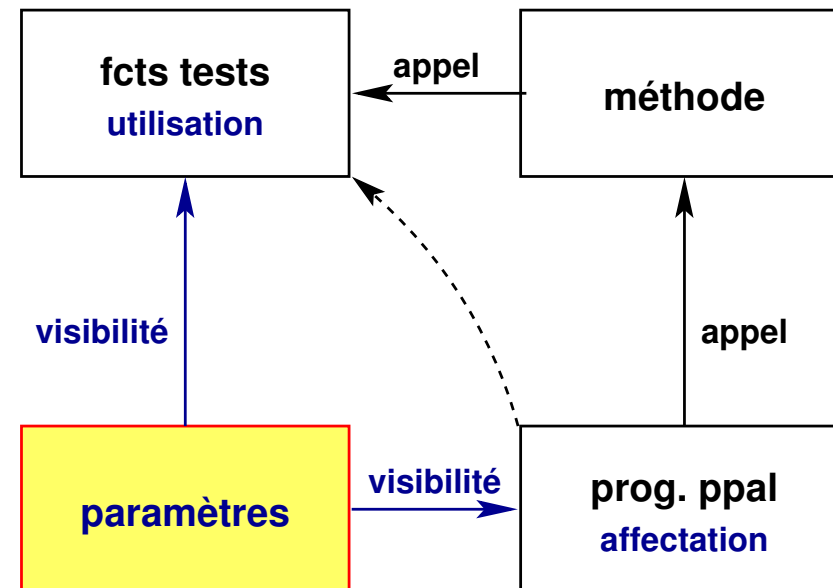 fcts tests
utilisation
appel
méthode
visibilité
appel
paramètres
visibilité
prog. ppal
affectation